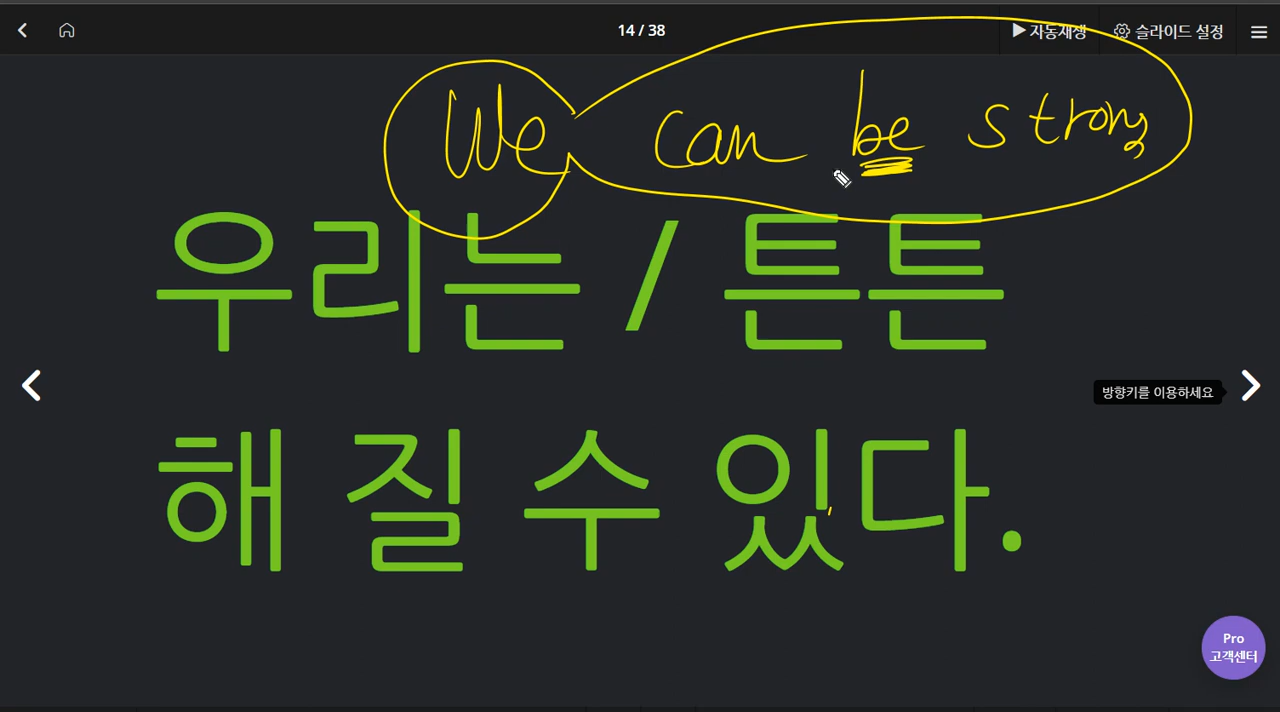 14 / 38
자동재생
슬라이드 설정
We can be strong
우리는 / 튼튼
방향키를 이용하세요
해 질 수 있다.
Pro
고객센터